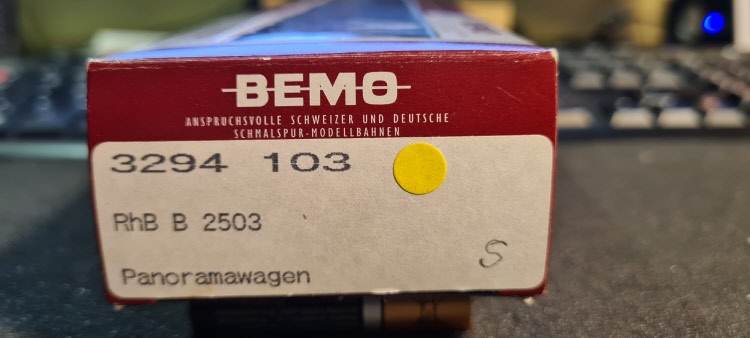 BEMO
ANSPRUCHSVOLLE SCHWEIZER UND DEUTSCHE
SCHMALSPUR-MODELLBAHNEN
3294 103
RhB B 2503
S
Panoramawagen